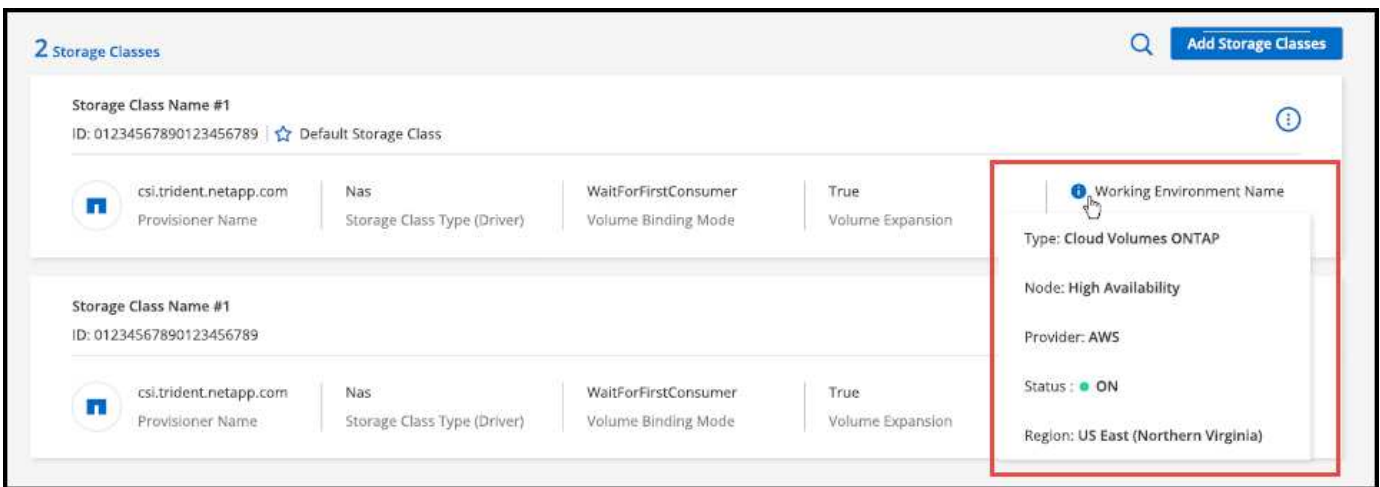 2 Storage Classes
Add Storage Classes
Storage Class Name #1
ID: 01234567890123456789 | Default Storage Class
csi.trident.netapp.com Nas WaitForFirstConsumer True Working Environment Name
Provisioner Name Storage Class Type (Driver) Volume Binding Mode Volume Expansion
Type: Cloud Volumes ONTAP
Node: High Availability
Provider: AWS
Status : ON
Region: US East (Northern Virginia)
Storage Class Name #1
ID: 01234567890123456789
csi.trident.netapp.com Nas WaitForFirstConsumer True
Provisioner Name Storage Class Type (Driver) Volume Binding Mode Volume Expansion